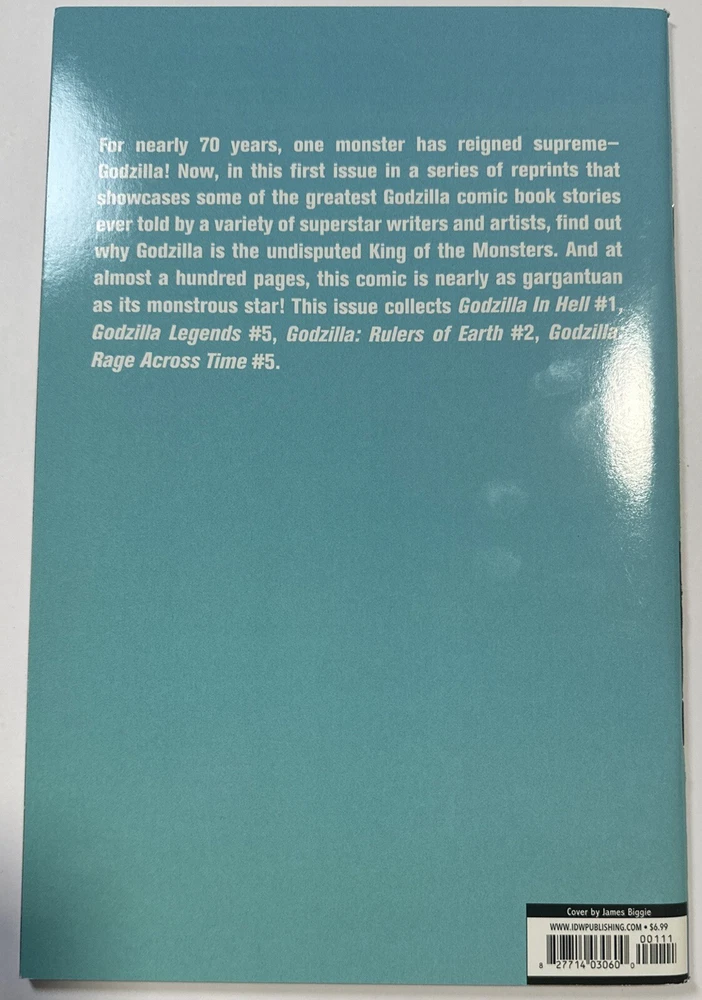 For nearly 70 years, one monster has reigned supreme–
Godzilla! Now, in this first issue in a series of reprints that
showcases some of the greatest Godzilla comic book stories
ever told by a variety of superstar writers and artists, find out
why Godzilla is the undisputed King of the Monsters. And at
almost a hundred pages, this comic is nearly as gargantuan
as its monstrous star! This issue collects Godzilla In Hell #1,
Godzilla Legends #5, Godzilla: Rulers of Earth #2, Godzilla
Rage Across Time #5.
Cover by James Biggie
WWW.IDWPUBLISHING.COM • $6.99
00111
8 27714 03060 0